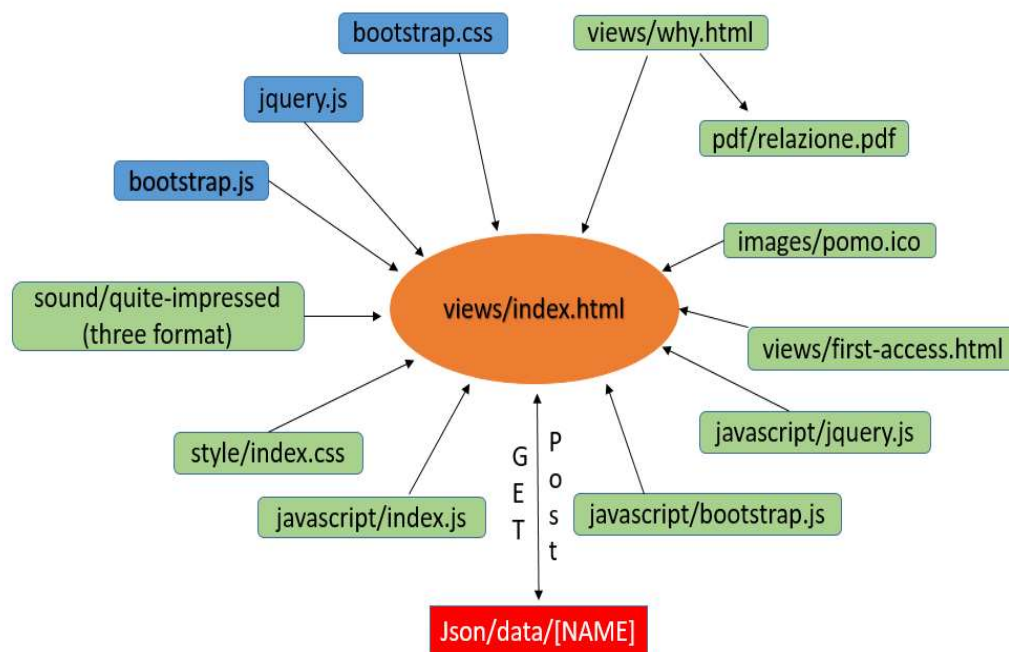 bootstrap.css
views/why.html
jquery.js
pdf/relazione.pdf
bootstrap.js
images/pomo.ico
sound/quite-impressed
(three format)
views/index.html
views/first-access.html
style/index.css
javascript/jquery.js
GET
Post
javascript/index.js
javascript/bootstrap.js
Json/data/[NAME]